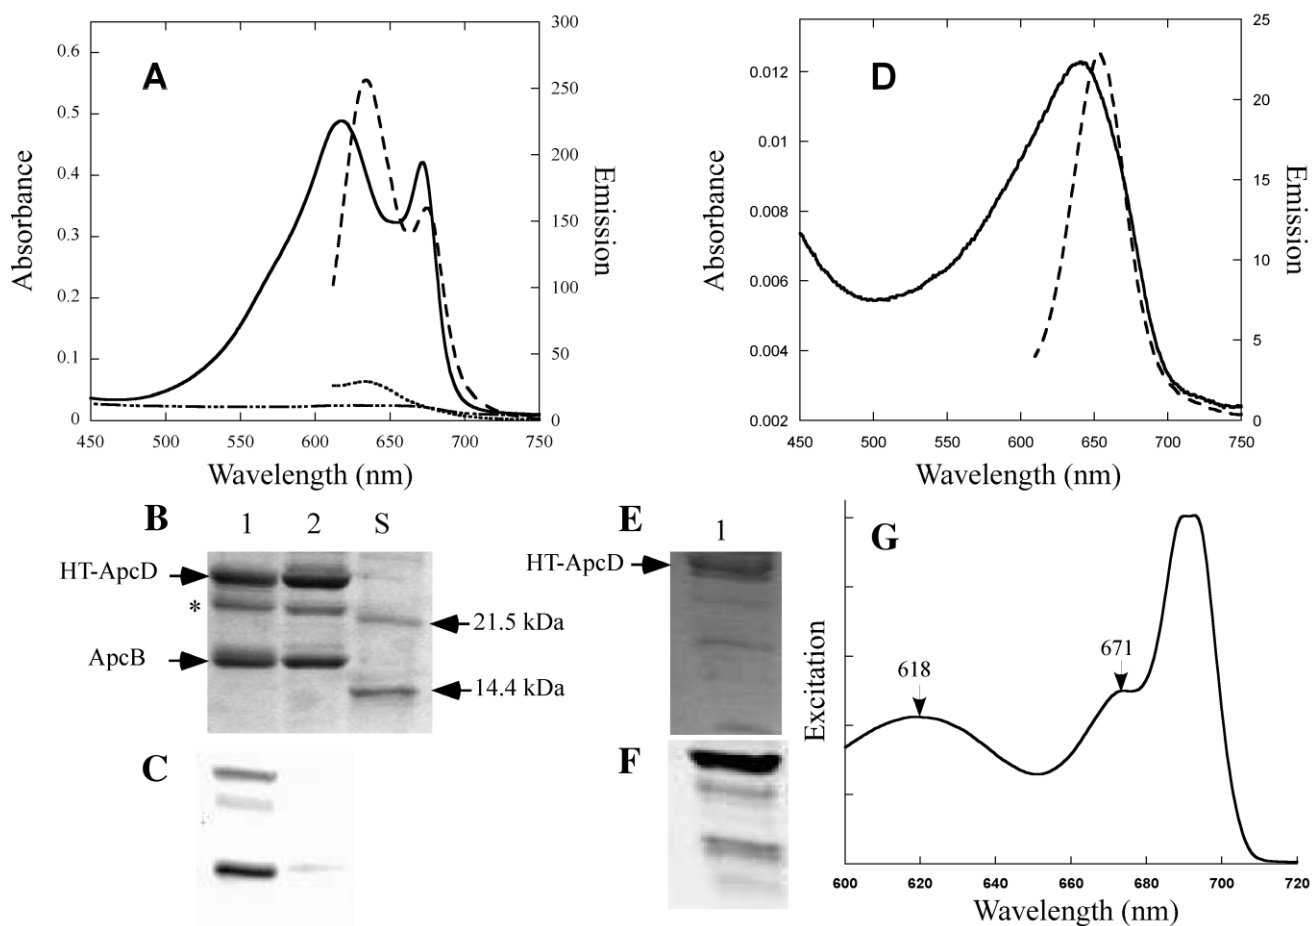 A
Absorbance
0.6
0.5
0.4
0.3
0.2
0.1
0
300
250
200
150
100
50
0
Emission
450 500 550 600 650 700 750
Wavelength (nm)
D
Absorbance
0.012
0.01
0.008
0.006
0.004
0.002
25
20
15
10
5
0
Emission
450 500 550 600 650 700 750
Wavelength (nm)
B
1 2 S
HT-ApcD
*
ApcB
21.5 kDa
14.4 kDa
C
E
1
HT-ApcD
F
G
Excitation
618
671
600 620 640 660 680 700 720
Wavelength (nm)